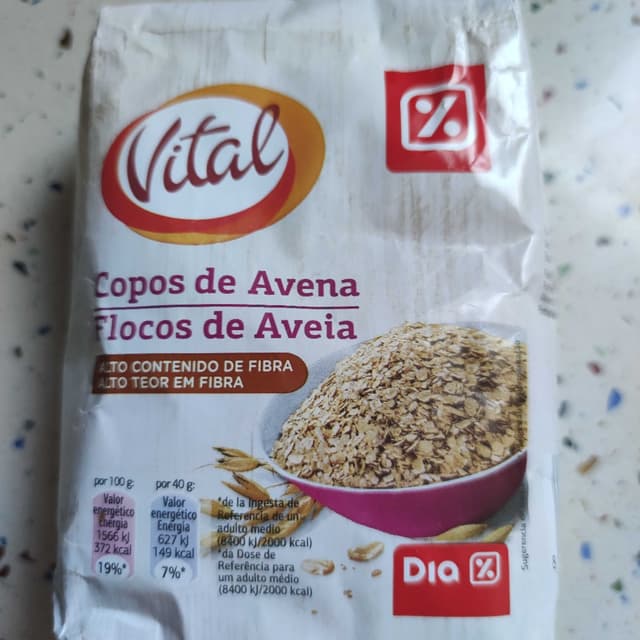 Vital
%
Copos de Avena
Flocos de Aveia
ALTO CONTENIDO DE FIBRA
ALTO TEOR EM FIBRA
por 100 g:
Valor
energético
Energia
1566 kJ
372 kcal
19%*
por 40 g:
Valor
energético
Energia
627 kJ
149 kcal
7%*
*de la Ingesta de
Referencia de un
adulto medio
(8400 kJ/2000 kcal)
*da Dose de
Referência para
um adulto médio
(8400 kJ/2000 kcal)
Dia %
Sugerencia